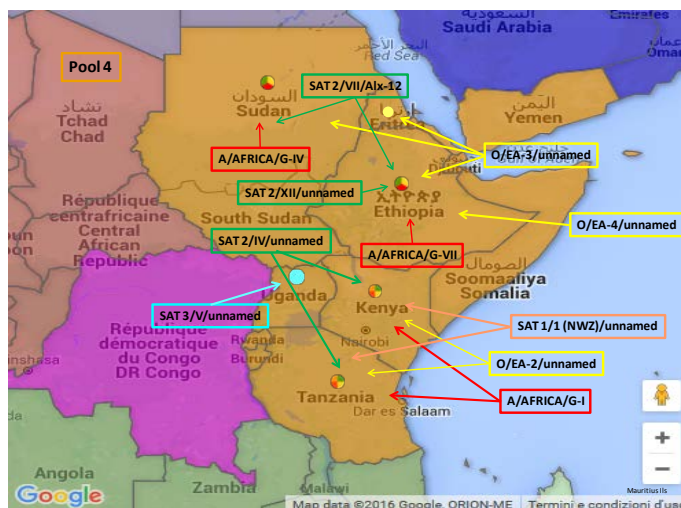 السعودية
Saudi Arabia
Emirates
عمان
Oman
البحر الأحمر
Red Sea
Pool 4
SAT 2/VII/Alx-12
السودان
Sudan
تشاد
Tchad
Chad
Eritrea
اليمن
Yemen
A/AFRICA/G-IV
O/EA-3/unnamed
Djibouti
SAT 2/XII/unnamed
ኢትዮጵያ
Ethiopia
République
centrafricaine
Central
African
Republic
South Sudan
O/EA-4/unnamed
SAT 2/IV/unnamed
A/AFRICA/G-VII
الصومال
Soomaaliya
Somalia
SAT 3/V/unnamed
Uganda
Kenya
Nairobi
SAT 1/1 (NWZ)/unnamed
République
démocratique
du Congo
DR Congo
Rwanda
Burundi
inshasa
O/EA-2/unnamed
Tanzania
Dar es Salaam
A/AFRICA/G-I
Angola
Zambia
Malawi
Mauritius Ils
Google
Map data ©2016 Google, ORION-ME
Termini e condizioni d'uso